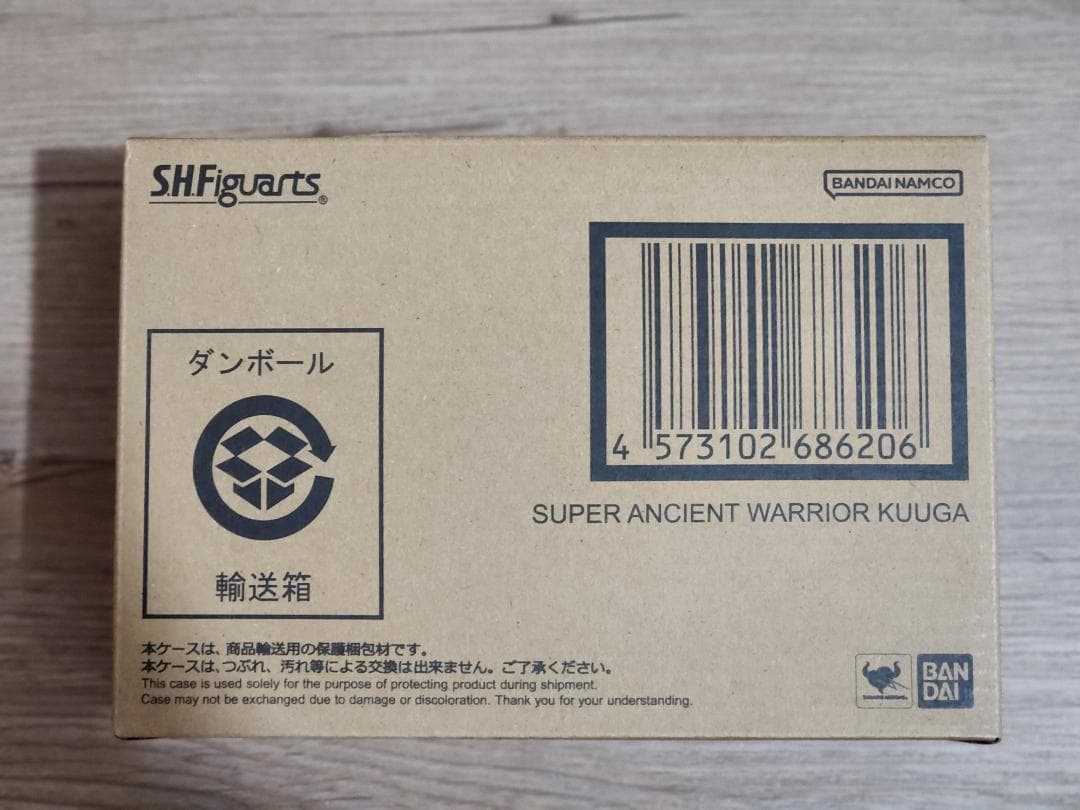 S.H.Figuarts®
BANDAI NAMCO
4 573102 686206
SUPER ANCIENT WARRIOR KUUGA
ダンボール
輸送箱
本ケースは、商品輸送用の保護梱包材です。
本ケースは、つぶれ、汚れ等による交換は出来ません。ご了承ください。
This case is used solely for the purpose of protecting product during shipment.
Case may not be exchanged due to damage or discoloration. Thank you for your understanding.
BAN
DAI